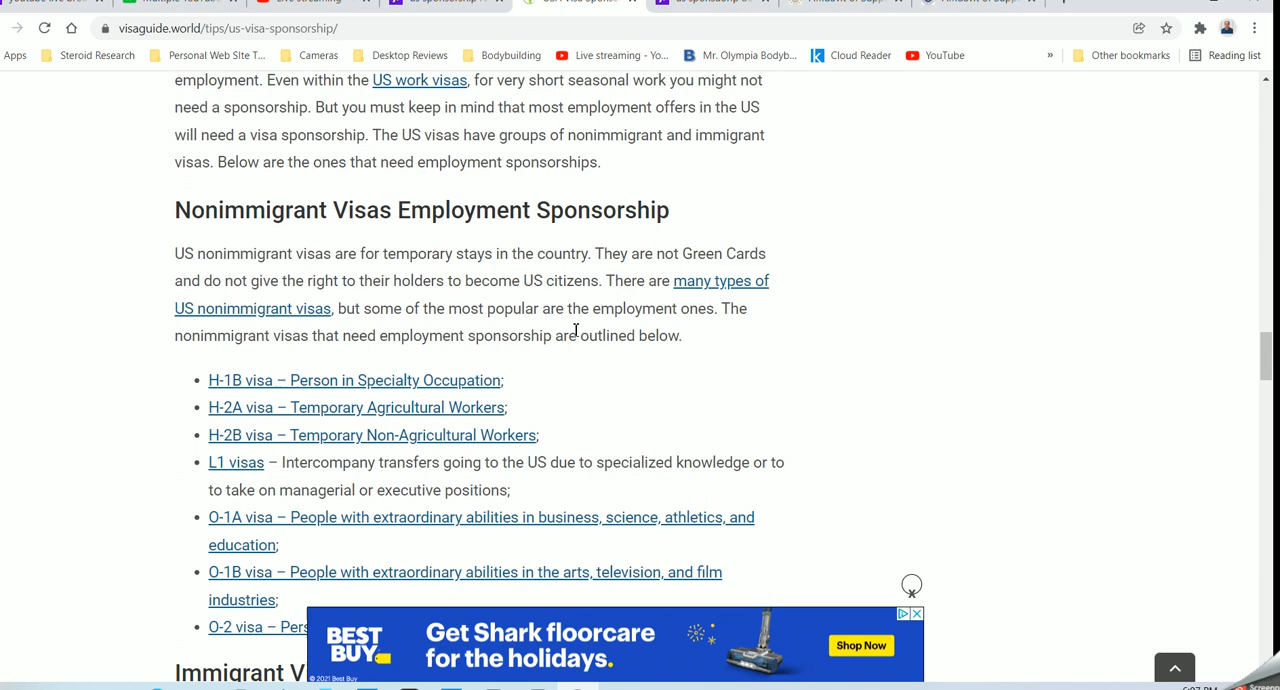 visaguide.world/tips/us-visa-sponsorship/
Apps
Steroid Research
Personal Web Site T...
Cameras
Desktop Reviews
Bodybuilding
Live streaming - Yo...
Mr. Olympia Bodyb...
Cloud Reader
YouTube
»
Other bookmarks
Reading list
employment. Even within the US work visas, for very short seasonal work you might not
need a sponsorship. But you must keep in mind that most employment offers in the US
will need a visa sponsorship. The US visas have groups of nonimmigrant and immigrant
visas. Below are the ones that need employment sponsorships.
Nonimmigrant Visas Employment Sponsorship
US nonimmigrant visas are for temporary stays in the country. They are not Green Cards
and do not give the right to their holders to become US citizens. There are many types of
US nonimmigrant visas, but some of the most popular are the employment ones. The
nonimmigrant visas that need employment sponsorship are outlined below.
• H-1B visa – Person in Specialty Occupation;
• H-2A visa – Temporary Agricultural Workers;
• H-2B visa – Temporary Non-Agricultural Workers;
• L1 visas – Intercompany transfers going to the US due to specialized knowledge or to
to take on managerial or executive positions;
• O-1A visa – People with extraordinary abilities in business, science, athletics, and
education;
• O-1B visa – People with extraordinary abilities in the arts, television, and film
industries;
• O-2 visa – Pers
x
BEST
BUY
Get Shark floorcare
for the holidays.
Shop Now
© 2021 Best Buy
Immigrant V